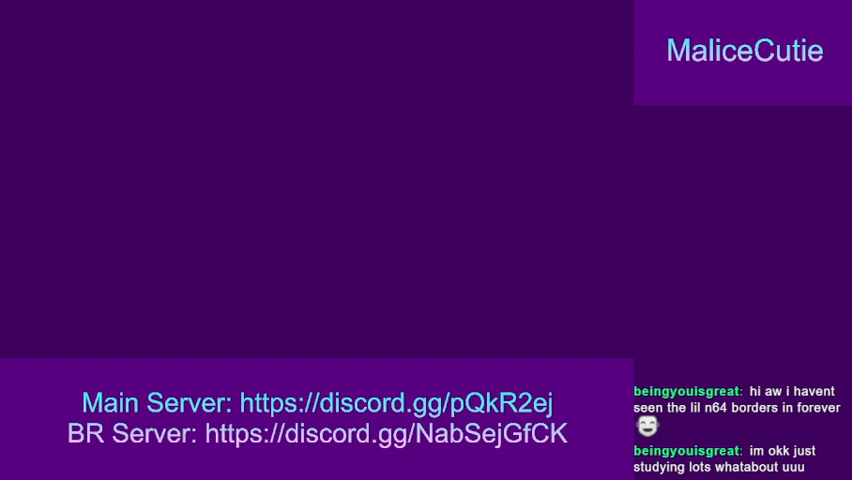 MaliceCutie
Main Server: https://discord.gg/pQkR2ej
BR Server: https://discord.gg/NabSejGfCK
beingyouisgreat: hi aw i havent
seen the lil n64 borders in forever
beingyouisgreat: im okk just
studying lots whatabout uuu